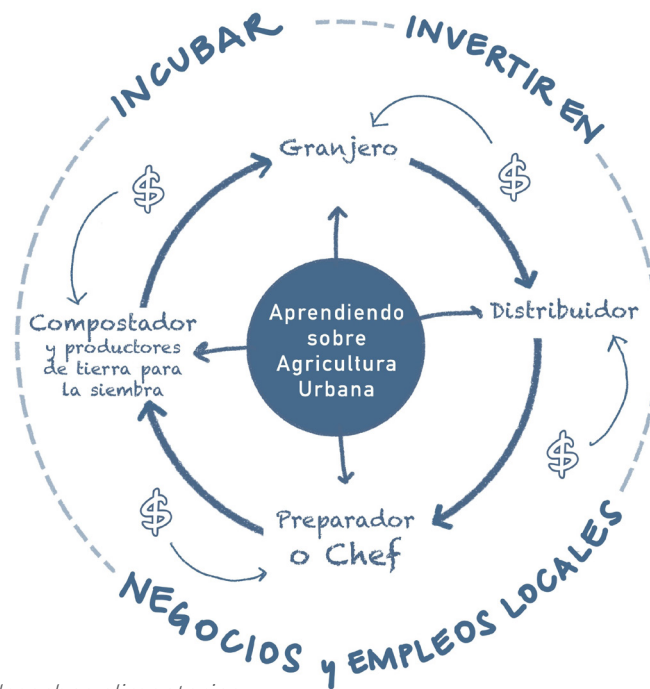 INCUBAR
INVERTIR EN
$
$
Granjero
Compostador
y productores
de tierra para
la siembra
Aprendiendo
sobre
Agricultura
Urbana
Distribuidor
$
$
Preparador
o Chef
NEGOCIOS y EMPLEOS LOCALES